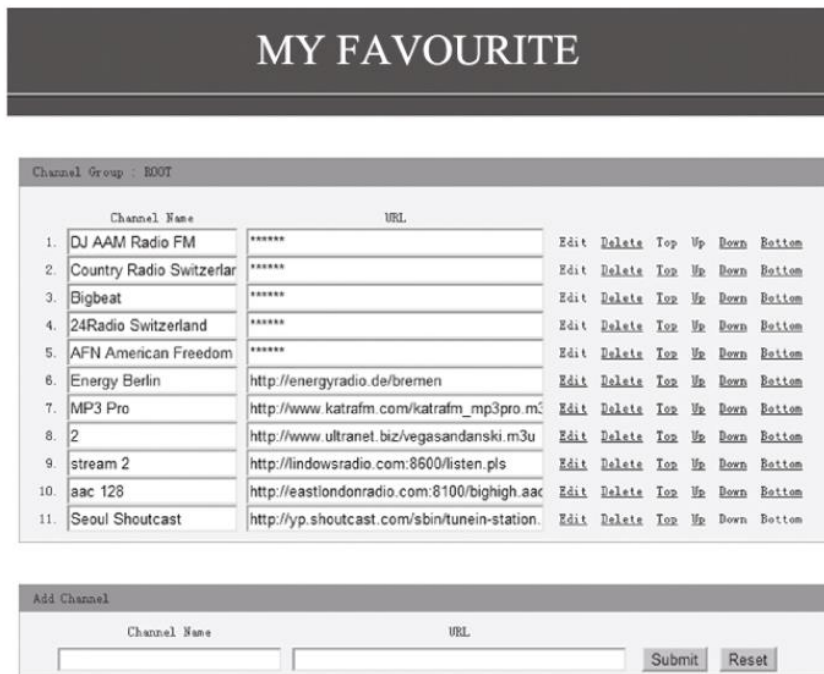 MY FAVOURITE
Channel Group : ROOT
Channel Name URL
1. DJ AAM Radio FM ****** Edit Delete Top Up Down Bottom
2. Country Radio Switzerlar ****** Edit Delete Top Up Down Bottom
3. Bigbeat ****** Edit Delete Top Up Down Bottom
4. 24Radio Switzerland ****** Edit Delete Top Up Down Bottom
5. AFN American Freedom ****** Edit Delete Top Up Down Bottom
6. Energy Berlin http://energyradio.de/bremen Edit Delete Top Up Down Bottom
7. MP3 Pro http://www.katrafm.com/katrafm_mp3pro.m3 Edit Delete Top Up Down Bottom
8. 2 http://www.ultranet.biz/vegasandanski.m3u Edit Delete Top Up Down Bottom
9. stream 2 http://lindowsradio.com:8600/listen.pls Edit Delete Top Up Down Bottom
10. aac 128 http://eastlondonradio.com:8100/bighigh.aac Edit Delete Top Up Down Bottom
11. Seoul Shoutcast http://yp.shoutcast.com/sbin/tunein-station. Edit Delete Top Up Down Bottom
Add Channel
Channel Name URL
Submit Reset